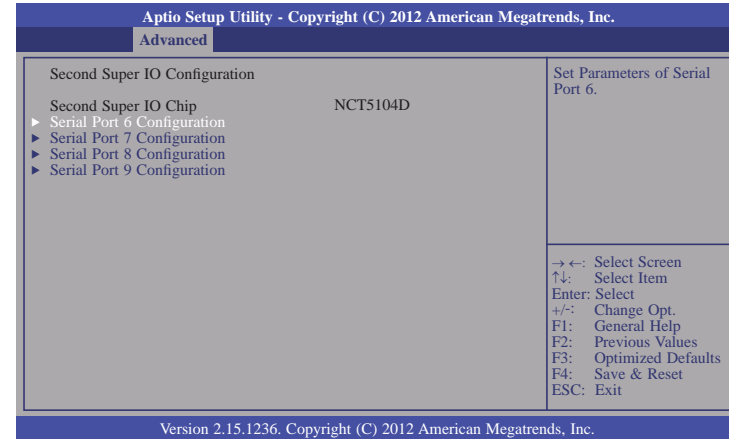 Aptio Setup Utility - Copyright (C) 2012 American Megatrends, Inc.
Advanced
Second Super IO Configuration
Second Super IO Chip NCT5104D
► Serial Port 6 Configuration
► Serial Port 7 Configuration
► Serial Port 8 Configuration
► Serial Port 9 Configuration
Set Parameters of Serial
Port 6.
→←: Select Screen
↑↓: Select Item
Enter: Select
+/-: Change Opt.
F1: General Help
F2: Previous Values
F3: Optimized Defaults
F4: Save & Reset
ESC: Exit
Version 2.15.1236. Copyright (C) 2012 American Megatrends, Inc.